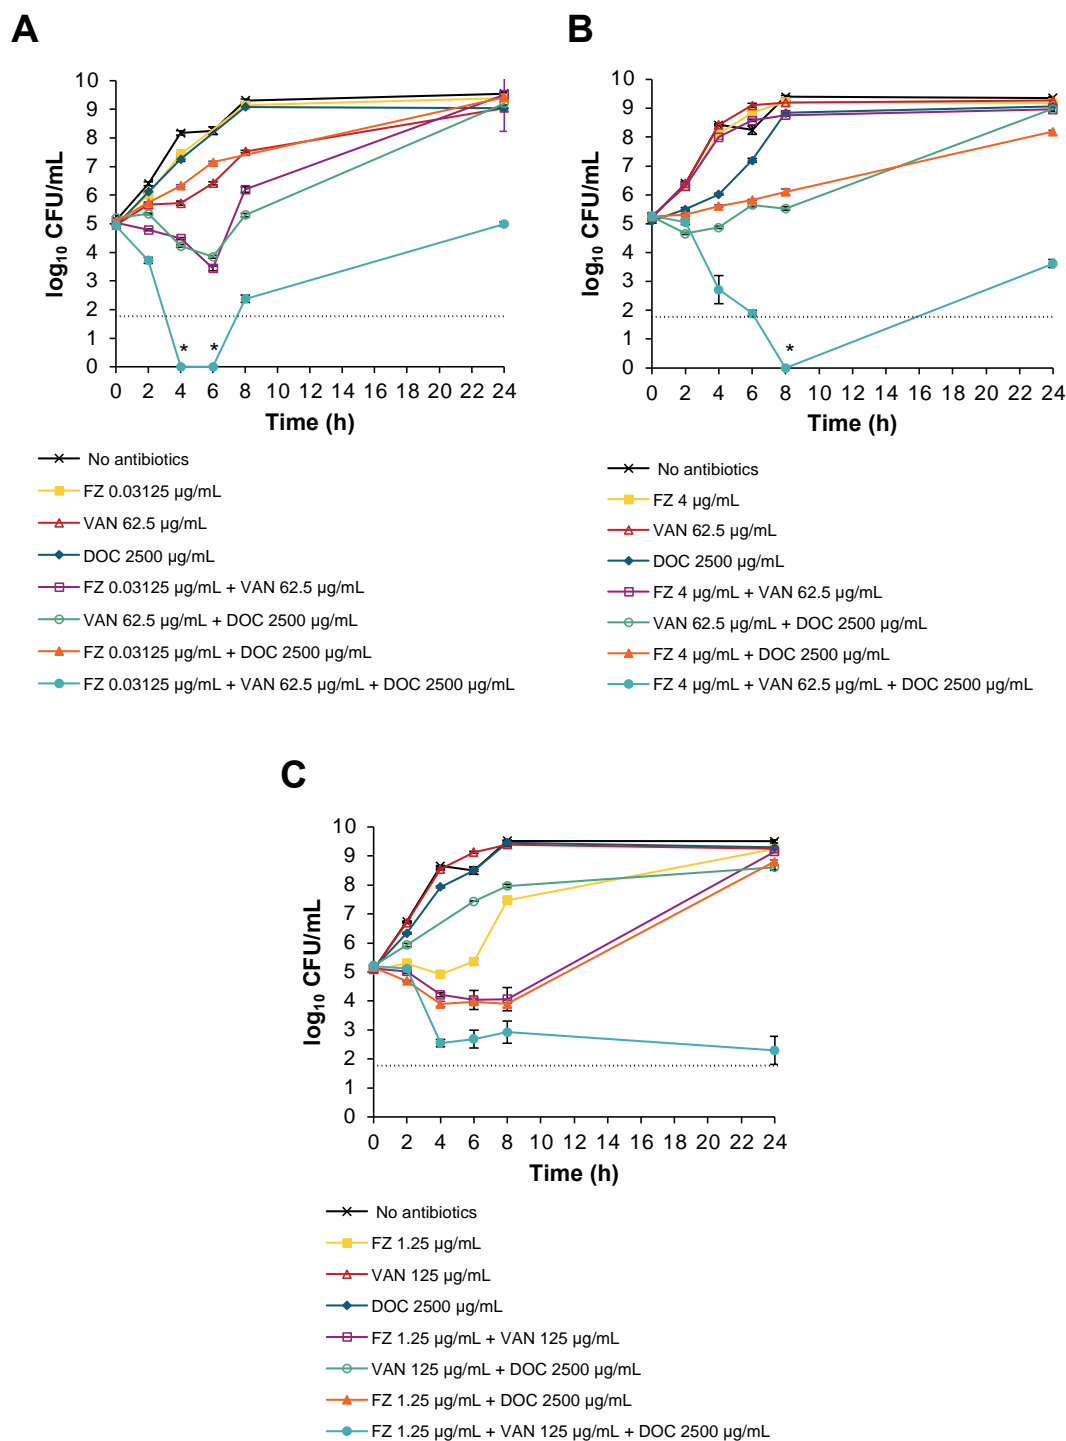 A
B
10
9
8
7
6
5
4
3
2
1
0
log₁₀ CFU/mL
* *
0 2 4 6 8 10 12 14 16 18 20 22 24
Time (h)
10
9
8
7
6
5
4
3
2
1
0
log₁₀ CFU/mL
*
0 2 4 6 8 10 12 14 16 18 20 22 24
Time (h)
No antibiotics
FZ 0.03125 µg/mL
VAN 62.5 µg/mL
DOC 2500 µg/mL
FZ 0.03125 µg/mL + VAN 62.5 µg/mL
VAN 62.5 µg/mL + DOC 2500 µg/mL
FZ 0.03125 µg/mL + DOC 2500 µg/mL
FZ 0.03125 µg/mL + VAN 62.5 µg/mL + DOC 2500 µg/mL
No antibiotics
FZ 4 µg/mL
VAN 62.5 µg/mL
DOC 2500 µg/mL
FZ 4 µg/mL + VAN 62.5 µg/mL
VAN 62.5 µg/mL + DOC 2500 µg/mL
FZ 4 µg/mL + DOC 2500 µg/mL
FZ 4 µg/mL + VAN 62.5 µg/mL + DOC 2500 µg/mL
C
10
9
8
7
6
5
4
3
2
1
0
log₁₀ CFU/mL
0 2 4 6 8 10 12 14 16 18 20 22 24
Time (h)
No antibiotics
FZ 1.25 µg/mL
VAN 125 µg/mL
DOC 2500 µg/mL
FZ 1.25 µg/mL + VAN 125 µg/mL
VAN 125 µg/mL + DOC 2500 µg/mL
FZ 1.25 µg/mL + DOC 2500 µg/mL
FZ 1.25 µg/mL + VAN 125 µg/mL + DOC 2500 µg/mL